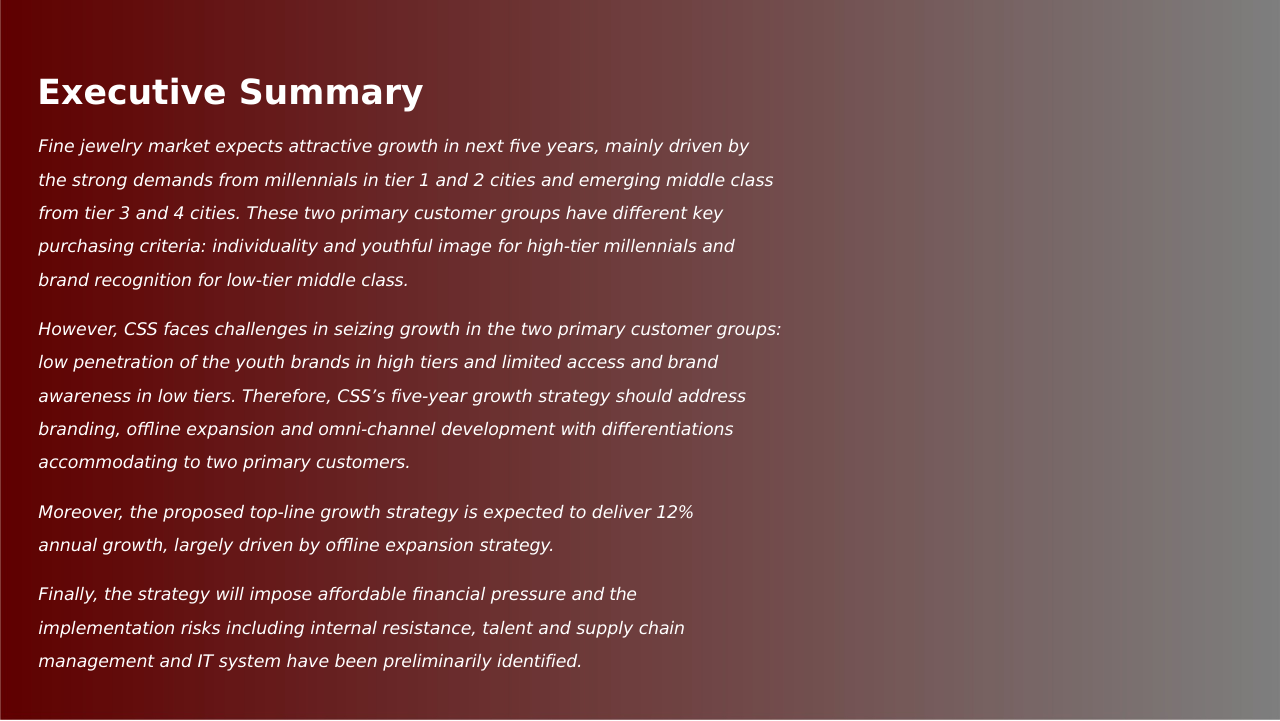 Executive Summary
Fine jewelry market expects attractive growth in next five years, mainly driven by
the strong demands from millennials in tier 1 and 2 cities and emerging middle class
from tier 3 and 4 cities. These two primary customer groups have different key
purchasing criteria: individuality and youthful image for high-tier millennials and
brand recognition for low-tier middle class.
However, CSS faces challenges in seizing growth in the two primary customer groups:
low penetration of the youth brands in high tiers and limited access and brand
awareness in low tiers. Therefore, CSS’s five-year growth strategy should address
branding, offline expansion and omni-channel development with differentiations
accommodating to two primary customers.
Moreover, the proposed top-line growth strategy is expected to deliver 12%
annual growth, largely driven by offline expansion strategy.
Finally, the strategy will impose affordable financial pressure and the
implementation risks including internal resistance, talent and supply chain
management and IT system have been preliminarily identified.